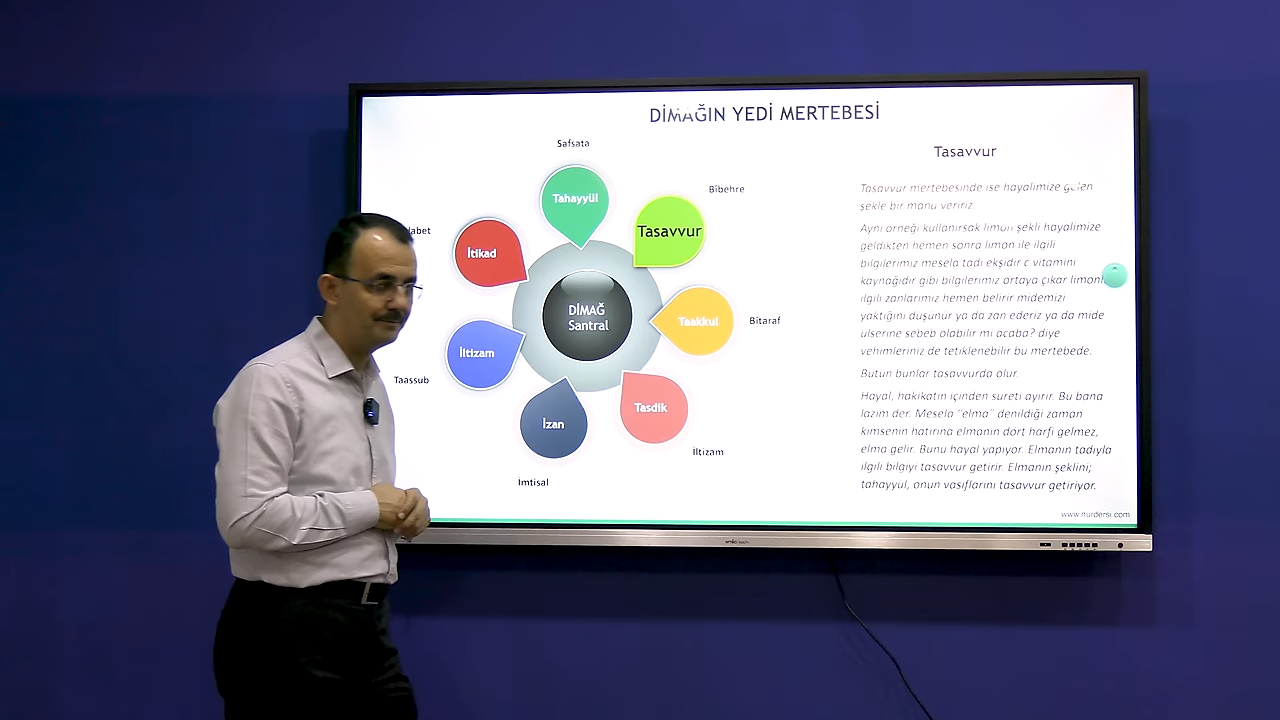 DİMAĞIN YEDİ MERTEBESİ
Safsata
Tahayyül
Bîbehre
Tasavvur
İtikad
DİMAĞ
Santral
Taakkul
Bîtaraf
İltizam
Taassub
İzan
Tasdik
İltizam
Imtisal
Tasavvur
Tasavvur mertebesinde ise hayalimize gelen
şekle bir mana veririz.
Aynı örneği kullanırsak limon şekli hayalimize
geldikten hemen sonra limon ile ilgili
bilgilerimiz mesela tadı ekşidir c vitamini
kaynağıdır gibi bilgilerimiz ortaya çıkar limonla
ilgili zanlarımız hemen belirir midemizi
yaktığını düşünür ya da zan ederiz ya da mide
ülserine sebeb olabilir mi acaba? diye
vehimleriniz de tetiklenebilir bu mertebede.
Bütün bunlar tasavvurda olur.
Hayal, hakikatin içinden sureti ayırır. Bu bana
lazım der. Mesela "elma" denildiği zaman
kimsenin hatırına elmanın dört harfi gelmez,
elma gelir. Bunu hayal yapıyor. Elmanın tadıyla
ilgili bilgiyi tasavvur getirir. Elmanın şeklini;
tahayyül, onun vasıflarını tasavvur getiriyor.
www.nurdersi.com